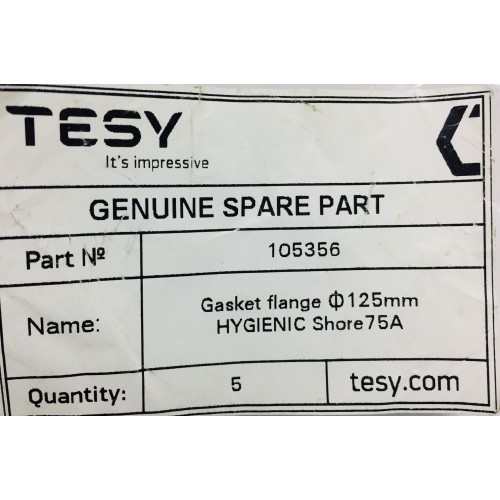 TESY
It's impressive
GENUINE SPARE PART
Part Nº 105356
Name: Gasket flange Φ125mm
HYGIENIC Shore75A
Quantity: 5 tesy.com